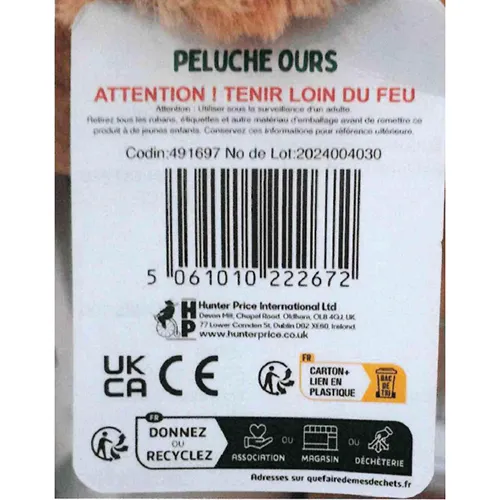 PELUCHE OURS
ATTENTION ! TENIR LOIN DU FEU
Attention : Utiliser sous la surveillance d'un adulte
Retirez tous les rubans, étiquettes et autre matériau d'emballage avant de remettre ce
produit à de jeunes enfants. Conservez ces informations pour référence ultérieure.
Codin:491697 No de Lot:2024004030
5 061010 222672
HP
Hunter Price International Ltd
Devon Mill, Chapel Road, Oldham, OL8 4QJ, UK
77 Lower Camden St, Dublin D02 XE80, Ireland
www.hunterprice.co.uk
UK
CA
CE
FR
CARTON+
LIEN EN
PLASTIQUE
BAC
DE
TRI
FR
DONNEZ
OU
RECYCLEZ
ASSOCIATION
OU
MAGASIN
OU
DÉCHÈTERIE
Adresses sur quefairedemesdechets.fr